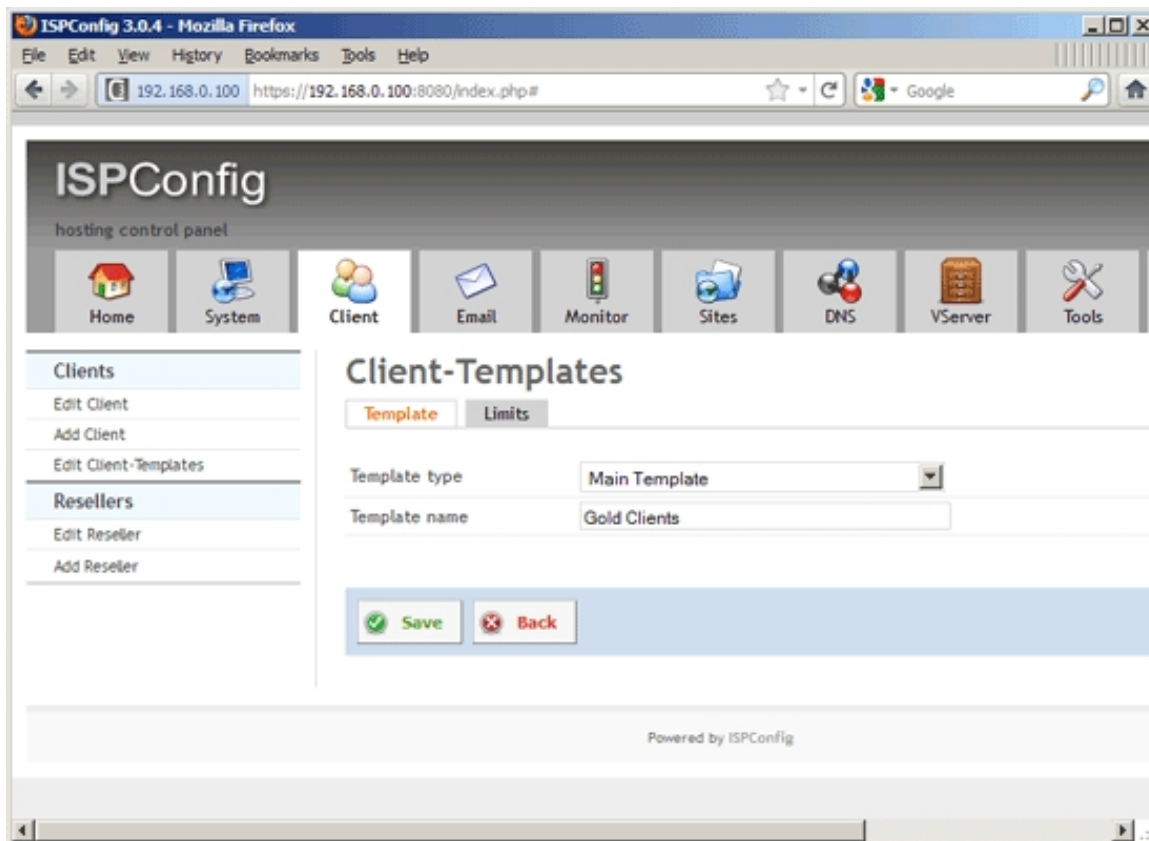 ISPConfig 3.0.4 - Mozilla Firefox
File Edit View History Bookmarks Tools Help
192.168.0.100 https://192.168.0.100:8080/index.php# Google
ISPConfig
hosting control panel
Home System Client Email Monitor Sites DNS VServer Tools
Clients
Edit Client
Add Client
Edit Client-Templates
Resellers
Edit Reseller
Add Reseller
Client-Templates
Template Limits
Template type Main Template
Template name Gold Clients
Save Back
Powered by ISPConfig